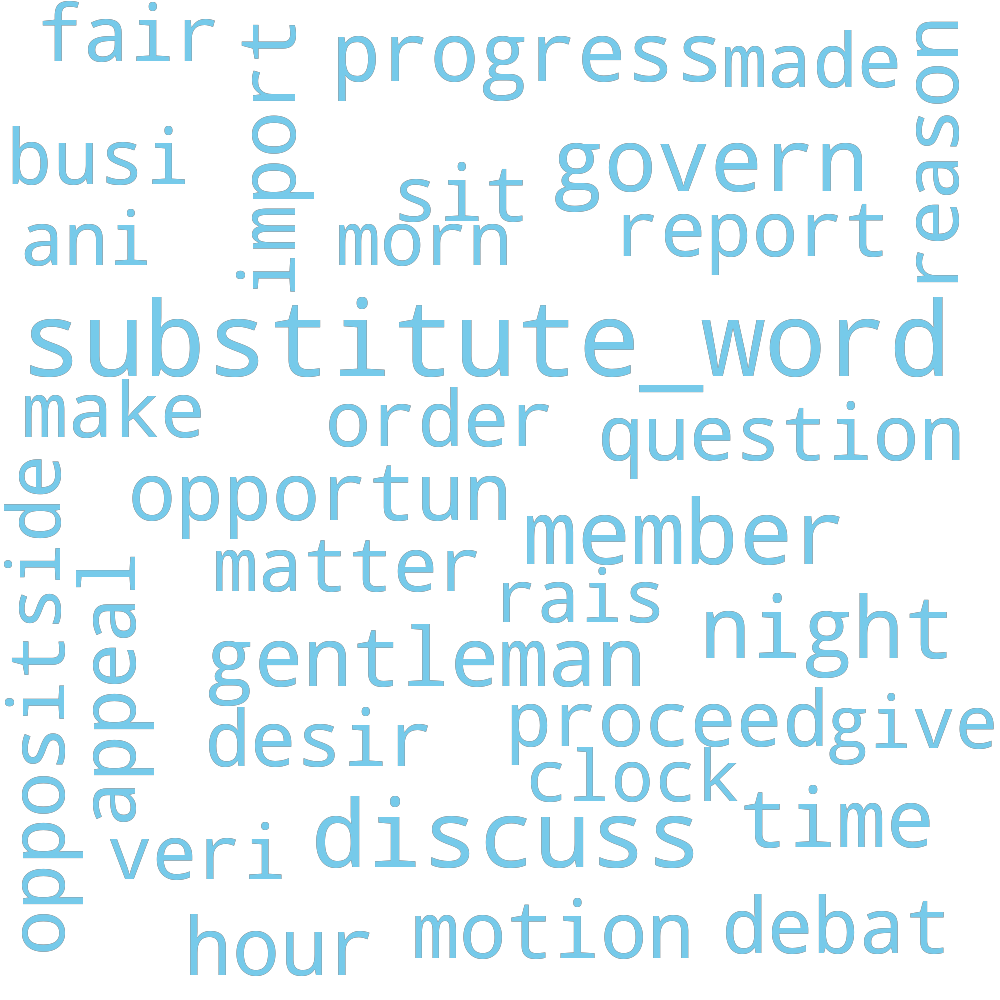 fair
import
progress
made
reason
busi
sit
govern
ani
morn
report
substitute_word
make
order
question
opposit
side
opportun
member
matter
rais
appeal
night
gentleman
desir
proceed
give
clock
time
veri
discuss
hour
motion
debat